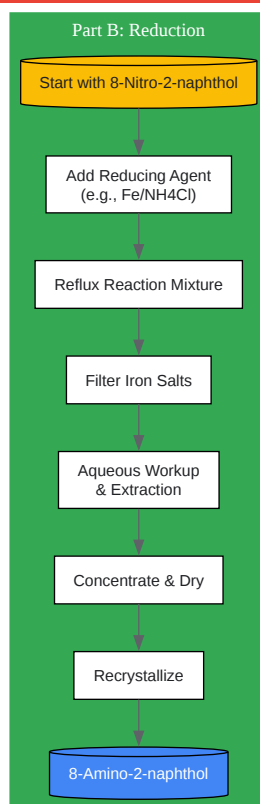 Part B: Reduction
Start with 8-Nitro-2-naphthol
Add Reducing Agent
(e.g., Fe/NH4Cl)
Reflux Reaction Mixture
Filter Iron Salts
Aqueous Workup
& Extraction
Concentrate & Dry
Recrystallize
8-Amino-2-naphthol